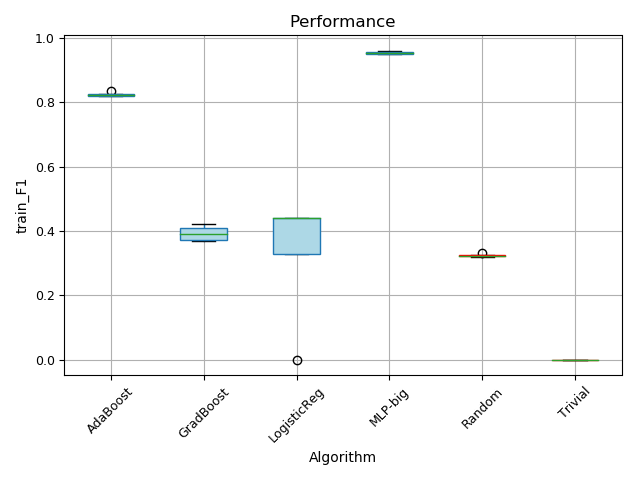 Performance
1.0
0.8
0.6
0.4
0.2
0.0
train_F1
AdaBoost
GradBoost
LogisticReg
MLP-big
Random
Trivial
Algorithm